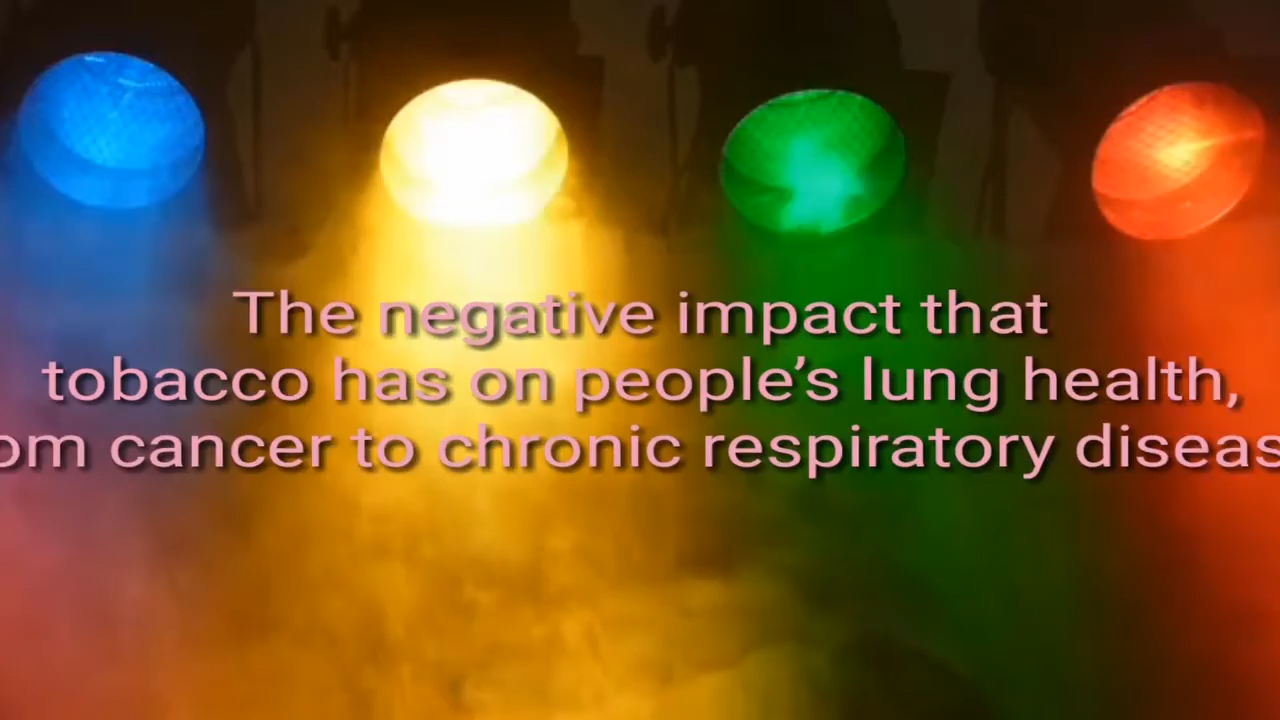 The negative impact that
tobacco has on people’s lung health,
om cancer to chronic respiratory diseas